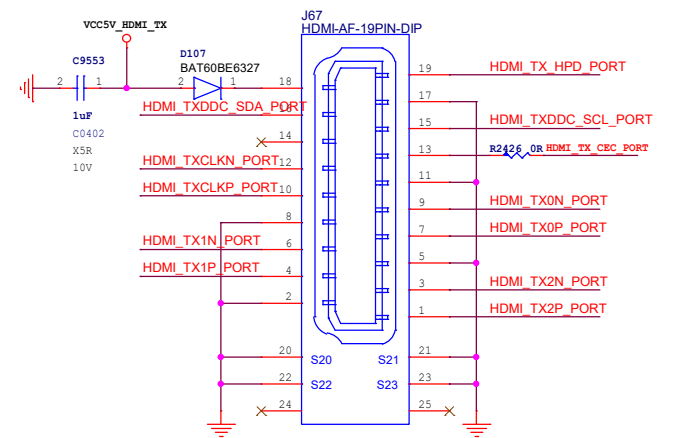 J67
HDMI-AF-19PIN-DIP
VCC5V_HDMI_TX
C9553
2 1
1uF
C0402
X5R
10V
D107
BAT60BE6327
2 1
18
HDMI_TXDDC_SDA_PORT
16
14
HDMI_TXCLKN_PORT 12
HDMI_TXCLKP_PORT 10
8
HDMI_TX1N_PORT 6
HDMI_TX1P_PORT 4
2
20 S20
22 S22
24
19 HDMI_TX_HPD_PORT
17
15 HDMI_TXDDC_SCL_PORT
13 R2426 0R HDMI_TX_CEC_PORT
11
9 HDMI_TX0N_PORT
7 HDMI_TX0P_PORT
5
3 HDMI_TX2N_PORT
1 HDMI_TX2P_PORT
S21 21
S23 23
25